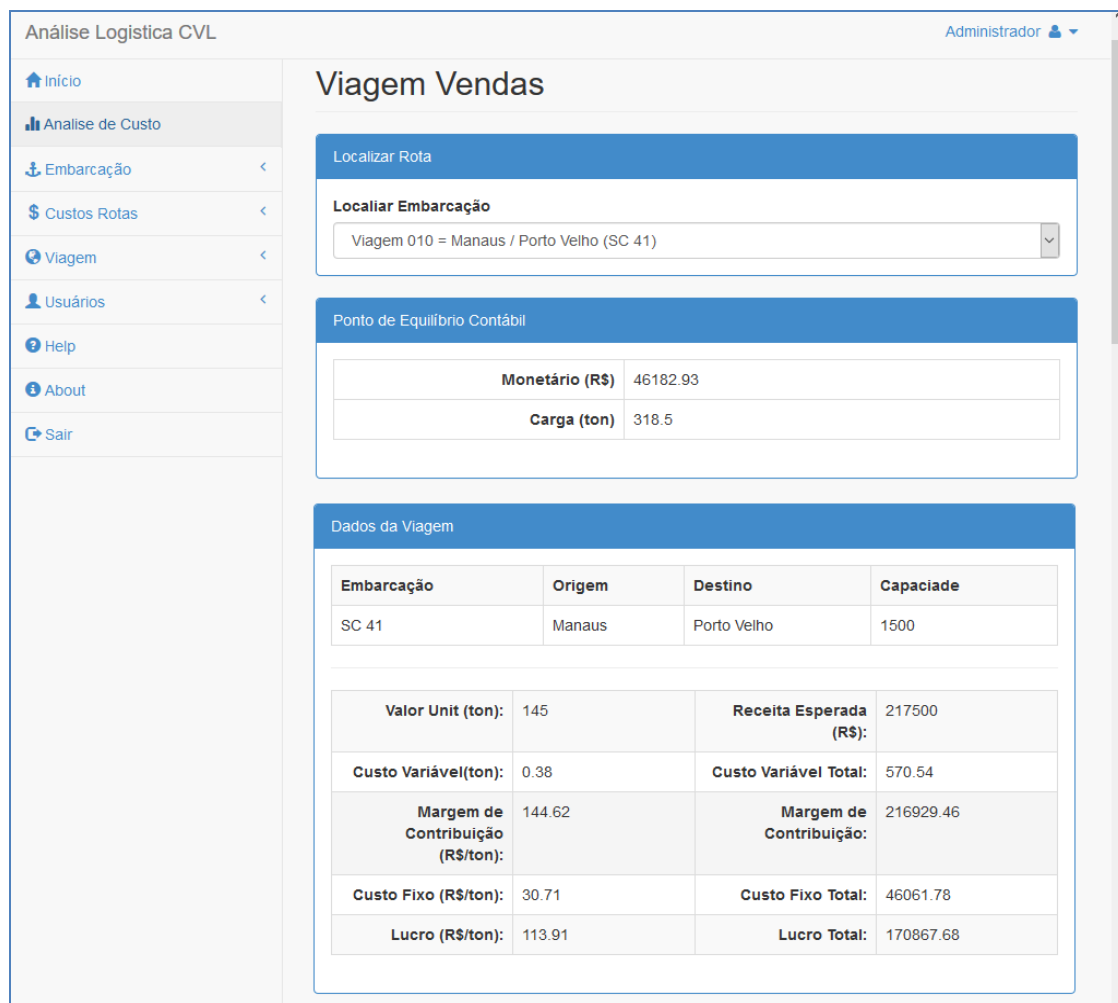 Análise Logistica CVL
Administrador
Início
Analise de Custo
Embarcação
Custos Rotas
Viagem
Usuários
Help
About
Sair
Viagem Vendas
Localizar Rota
Localiar Embarcação
Viagem 010 = Manaus / Porto Velho (SC 41)
Ponto de Equilíbrio Contábil
Monetário (R$) 46182.93
Carga (ton) 318.5
Dados da Viagem
Embarcação Origem Destino Capaciade
SC 41 Manaus Porto Velho 1500
Valor Unit (ton): 145 Receita Esperada 217500
(R$):
Custo Variável(ton): 0.38 Custo Variável Total: 570.54
Margem de 144.62 Margem de 216929.46
Contribuição Contribuição:
(R$/ton):
Custo Fixo (R$/ton): 30.71 Custo Fixo Total: 46061.78
Lucro (R$/ton): 113.91 Lucro Total: 170867.68